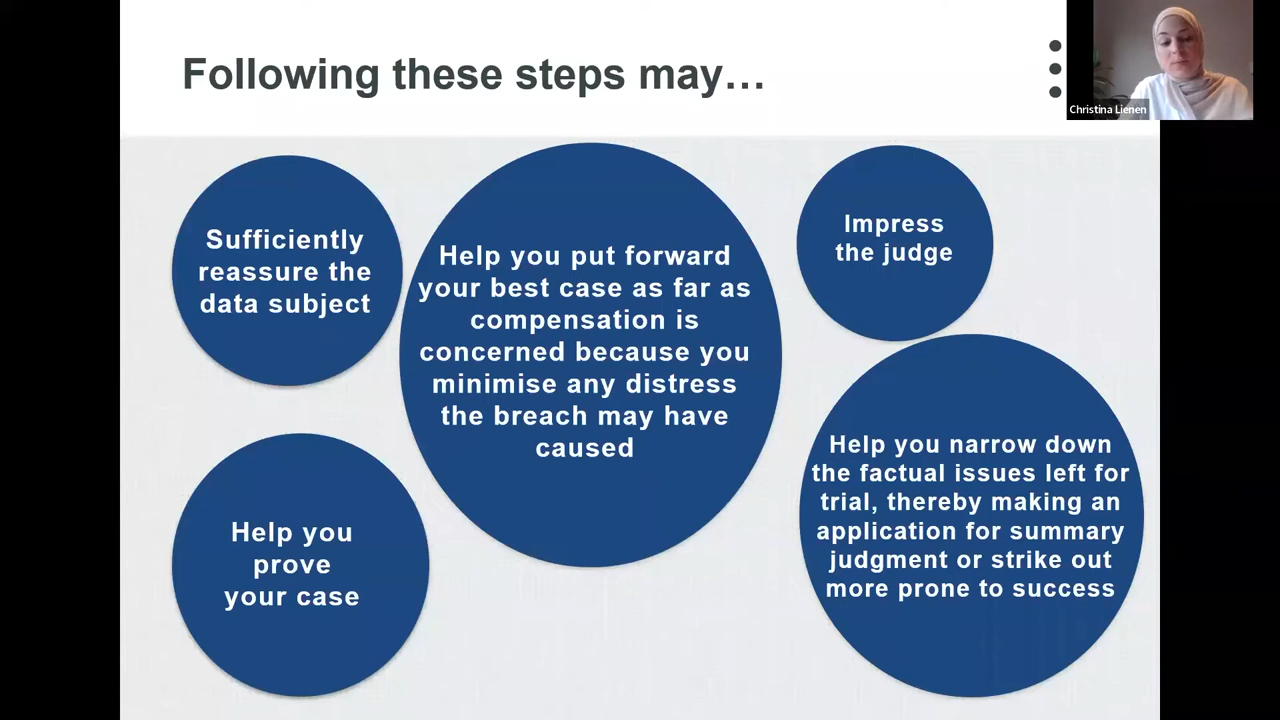 Following these steps may…
Christina Lienen
Sufficiently
reassure the
data subject
Help you put forward
your best case as far as
compensation is
concerned because you
minimise any distress
the breach may have
caused
Impress
the judge
Help you
prove
your case
Help you narrow down
the factual issues left for
trial, thereby making an
application for summary
judgment or strike out
more prone to success